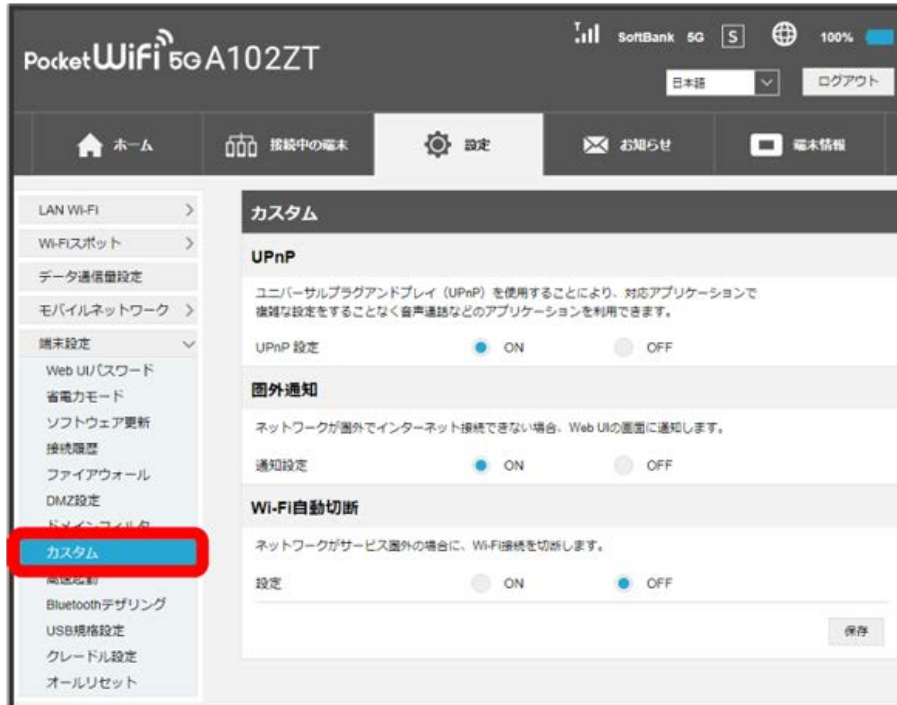 Pocket WiFi 5G A102ZT
SoftBank 5G S 100%
日本語
ログアウト
ホーム
接続中の端末
設定
お知らせ
端末情報
LAN Wi-Fi
Wi-Fiスポット
データ通信量設定
モバイルネットワーク
端末設定
Web UIパスワード
省電力モード
ソフトウェア更新
接続履歴
ファイアウォール
DMZ設定
ドメインフィルタ
カスタム
高速起動
Bluetoothテザリング
USB規格設定
クレードル設定
オールリセット
カスタム
UPnP
ユニバーサルプラグアンドプレイ（UPnP）を使用することにより、対応アプリケーションで
複雑な設定をすることなく音声通話などのアプリケーションを利用できます。
UPnP 設定 ON OFF
圏外通知
ネットワークが圏外でインターネット接続できない場合、Web UIの画面に通知します。
通知設定 ON OFF
Wi-Fi自動切断
ネットワークがサービス圏外の場合に、Wi-Fi接続を切断します。
設定 ON OFF
保存